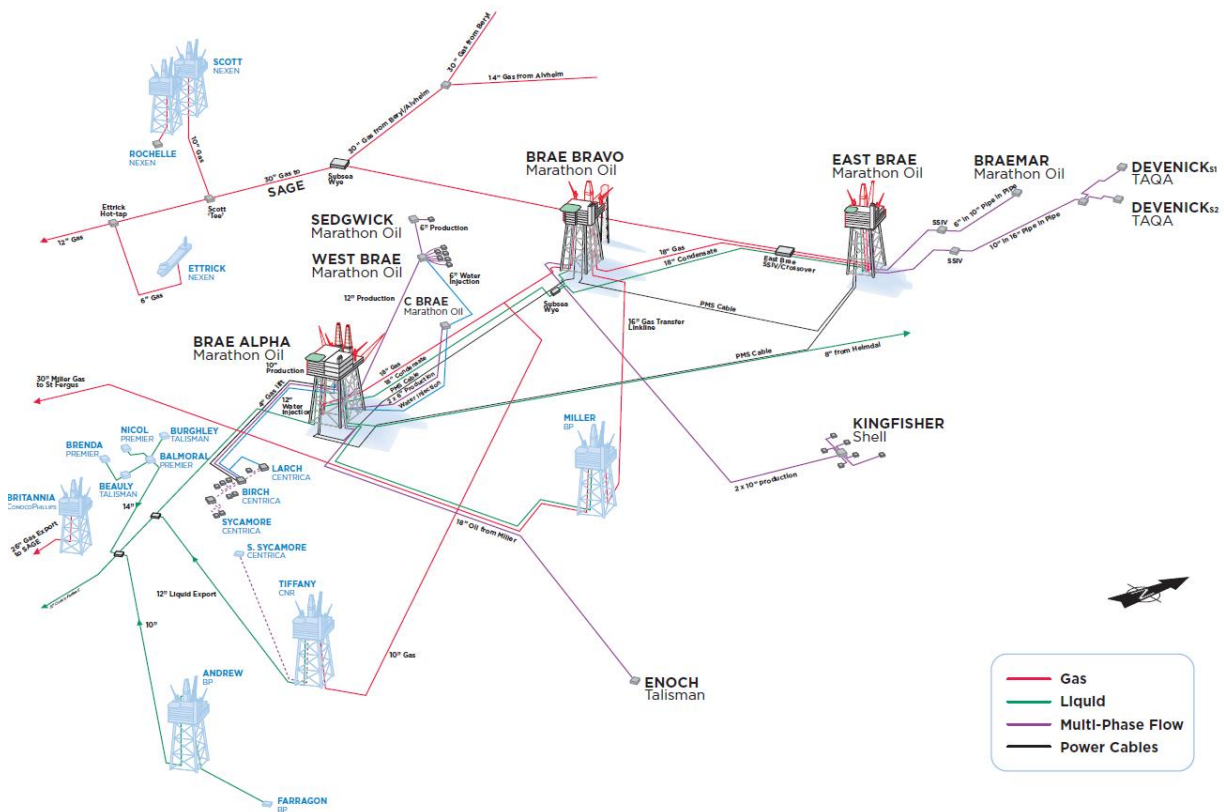 SCOTT
NEXEN
ROCHELLE
NEXEN
10" Gas
30" Gas from Beryl
14" Gas from Alvheim
30" Gas from Beryl/Alvheim
30" Gas to
SAGE
Subsea
Wye
Scott
'Tee'
Ettrick
Hot-tap
12" Gas
6" Gas
ETTRICK
NEXEN
BRAE BRAVO
Marathon Oil
EAST BRAE
Marathon Oil
BRAEMAR
Marathon Oil
DEVENICK S1
TAQA
DEVENICK S2
TAQA
SSIV
6" in 10" Pipe in Pipe
SSIV
10" in 16" Pipe in Pipe
SEDGWICK
Marathon Oil
6" Production
WEST BRAE
Marathon Oil
6" Water
Injection
12" Production
C BRAE
Marathon Oil
18" Gas
18" Condensate
East Brae
SSIV/Crossover
Subsea
Wye
PMS Cable
16" Gas Transfer
Linkline
PMS Cable
8" from Heimdal
BRAE ALPHA
Marathon Oil
10"
Production
18" Gas
18" Condensate
PMS Cable
2 x 6" Production
Water Injection
4" Gas lift
12"
Water
Injection
30" Miller Gas
to St Fergus
MILLER
BP
KINGFISHER
Shell
2 x 10" production
NICOL
PREMIER
BURGHLEY
TALISMAN
BRENDA
PREMIER
BALMORAL
PREMIER
BEAULY
TALISMAN
14"
BRITANNIA
CONOCOPHILLIPS
26" Gas Export
to SAGE
LARCH
CENTRICA
BIRCH
CENTRICA
SYCAMORE
CENTRICA
S. SYCAMORE
CENTRICA
18" Oil from Miller
12" Liquid Export
TIFFANY
CNR
10"
10" Gas
ANDREW
BP
FARRAGON
BP
ENOCH
Talisman
N
Gas
Liquid
Multi-Phase Flow
Power Cables